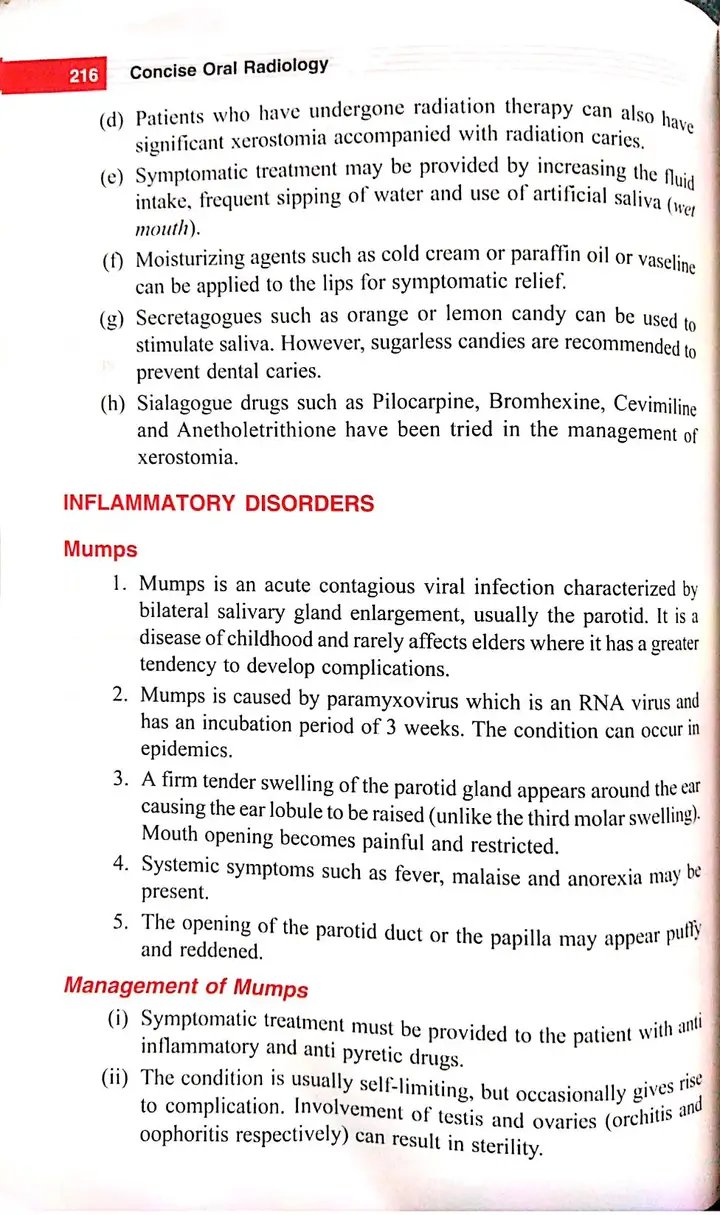 216 Concise Oral Radiology
(d) Patients who have undergone radiation therapy can also have
significant xerostomia accompanied with radiation caries.
(e) Symptomatic treatment may be provided by increasing the fluid
intake, frequent sipping of water and use of artificial saliva (wet
mouth).
(f) Moisturizing agents such as cold cream or paraffin oil or vaseline
can be applied to the lips for symptomatic relief.
(g) Secretagogues such as orange or lemon candy can be used to
stimulate saliva. However, sugarless candies are recommended to
prevent dental caries.
(h) Sialagogue drugs such as Pilocarpine, Bromhexine, Cevimiline
and Anetholetrithione have been tried in the management of
xerostomia.
INFLAMMATORY DISORDERS
Mumps
1. Mumps is an acute contagious viral infection characterized by
bilateral salivary gland enlargement, usually the parotid. It is a
disease of childhood and rarely affects elders where it has a greater
tendency to develop complications.
2. Mumps is caused by paramyxovirus which is an RNA virus and
has an incubation period of 3 weeks. The condition can occur in
epidemics.
3. A firm tender swelling of the parotid gland appears around the ear
causing the ear lobule to be raised (unlike the third molar swelling).
Mouth opening becomes painful and restricted.
4. Systemic symptoms such as fever, malaise and anorexia may be
present.
5. The opening of the parotid duct or the papilla may appear puffy
and reddened.
Management of Mumps
(i) Symptomatic treatment must be provided to the patient with anti
inflammatory and anti pyretic drugs.
(ii) The condition is usually self-limiting, but occasionally gives rise
to complication. Involvement of testis and ovaries (orchitis and
oophoritis respectively) can result in sterility.